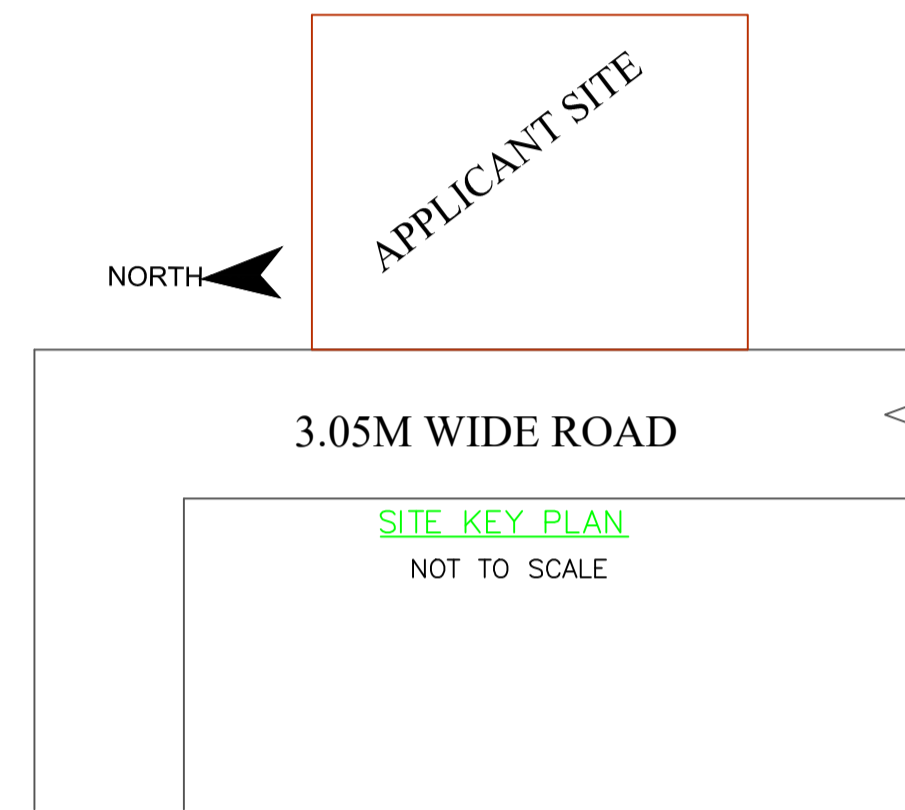 APPLICANT SITE
NORTH
3.05M WIDE ROAD
SITE KEY PLAN
NOT TO SCALE